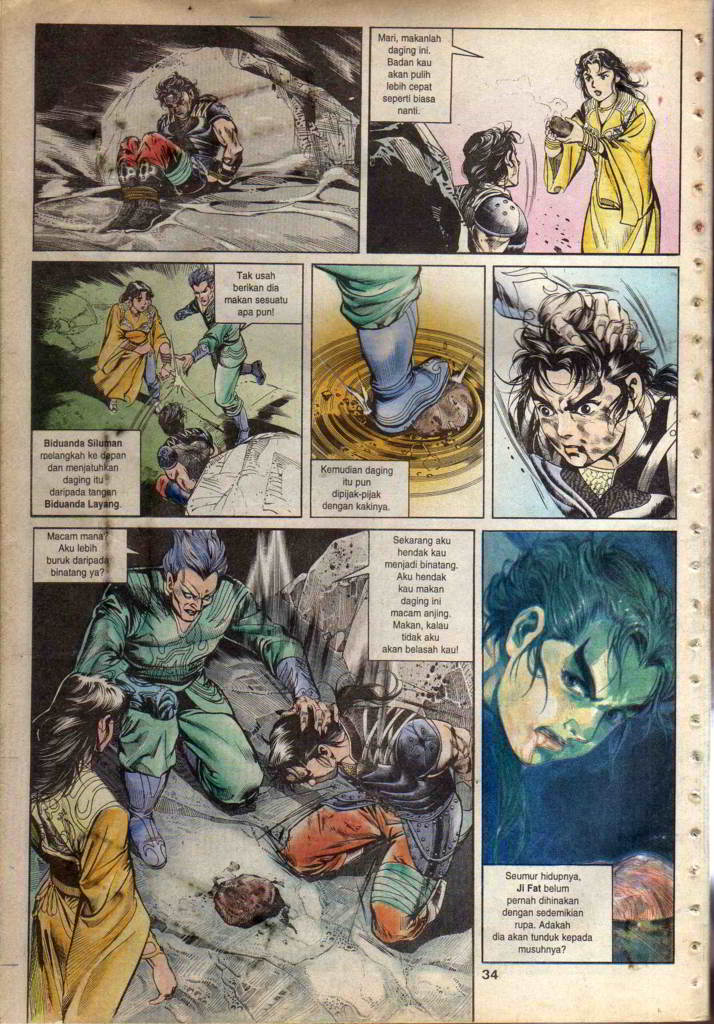 Mari, makanlah
daging ini.
Badan kau
akan pulih
lebih cepat
seperti biasa
nanti.
Tak usah
berikan dia
makan sesuatu
apa pun!
Biduanda Siluman
melangkah ke depan
dan menjatuhkan
daging itu
daripada tangan
Biduanda Layang.
Kemudian daging
itu pun
dipijak-pijak
dengan kakinya.
Macam mana?
Aku lebih
buruk daripada
binatang ya?
Sekarang aku
hendak kau
menjadi binatang.
Aku hendak
kau makan
daging ini
macam anjing.
Makan, kalau
tidak aku
akan belasah kau!
Seumur hidupnya,
Ji Fat belum
pernah dihinakan
dengan sedemikian
rupa. Adakah
dia akan tunduk kepada
musuhnya?
34